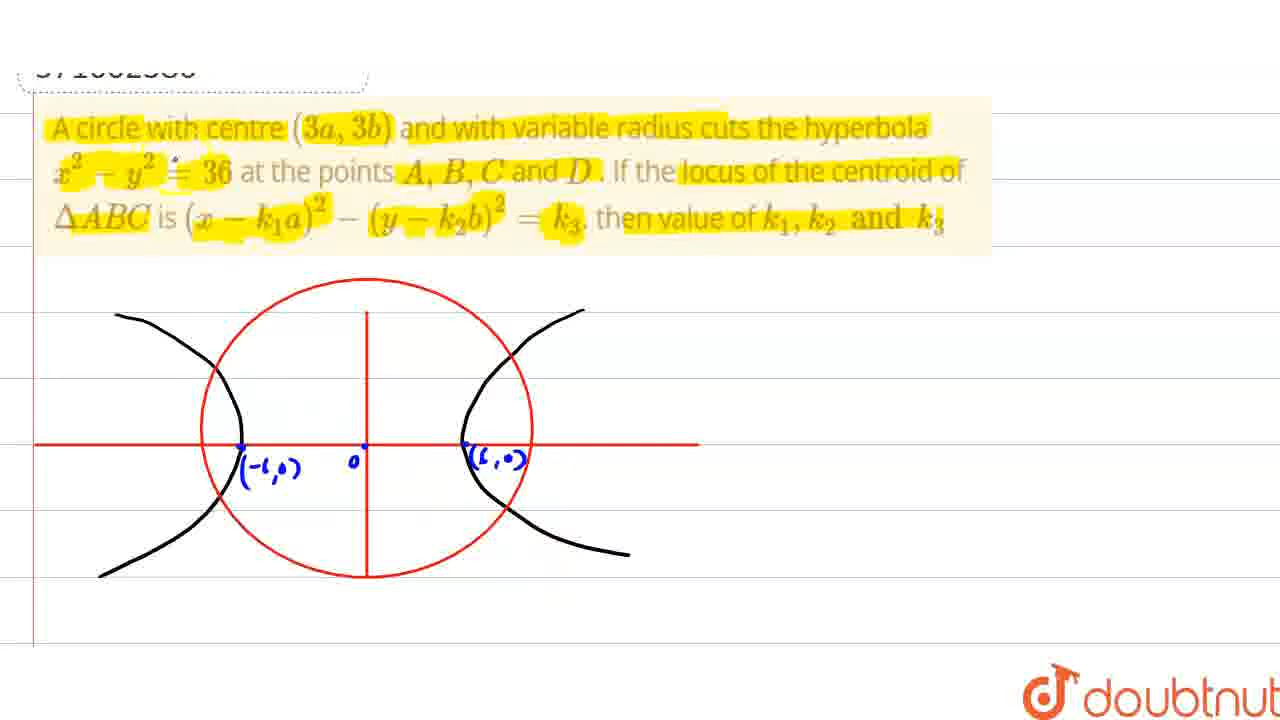 A circle with centre (3a, 3b) and with variable radius cuts the hyperbola
x² − y² = 36 at the points A, B, C and D . If the locus of the centroid of
ΔABC is (x − k₁a)² − (y − k₂b)² = k₃. then value of k₁, k₂ and k₃
0
(6,0)
doubtnut